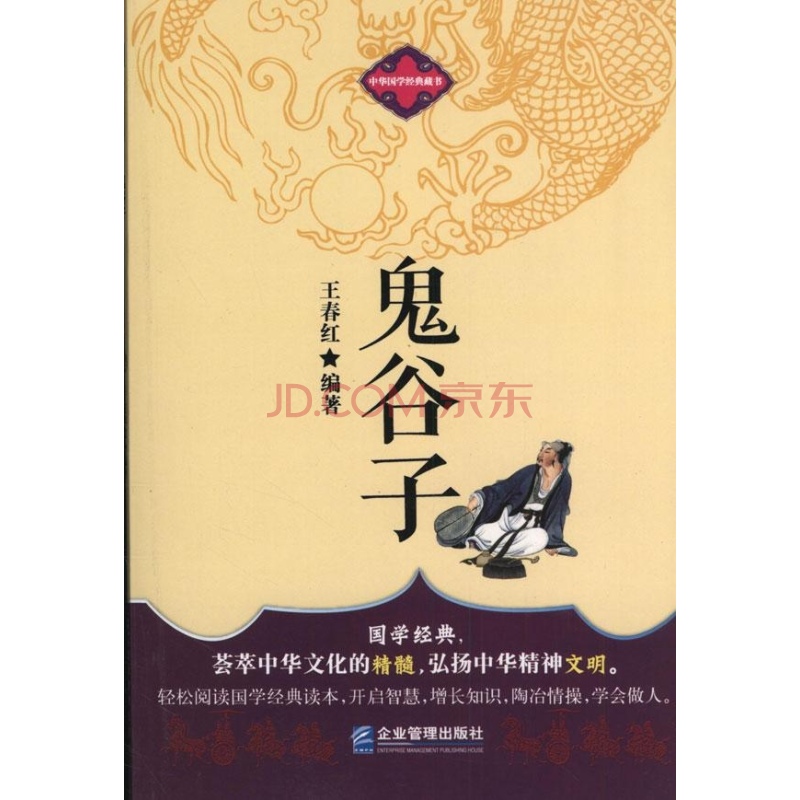 中华国学经典藏书
鬼谷子
王春红★编著
JD.COM 京东
国学经典,
荟萃中华文化的精髓,弘扬中华精神文明。
轻松阅读国学经典读本,开启智慧,增长知识,陶冶情操,学会做人。
企业管理出版社
ENTERPRISE MANAGEMENT PUBLISHING HOUSE